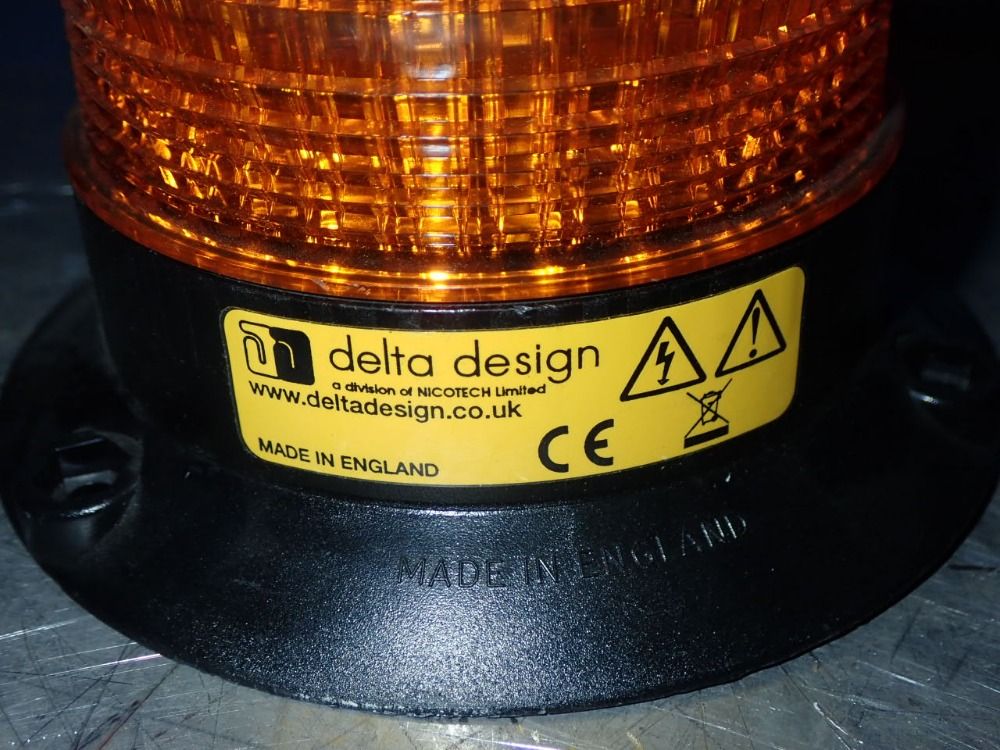 delta design
a division of NICOTECH Limited
www.deltadesign.co.uk
MADE IN ENGLAND
CE
MADE IN ENGLAND